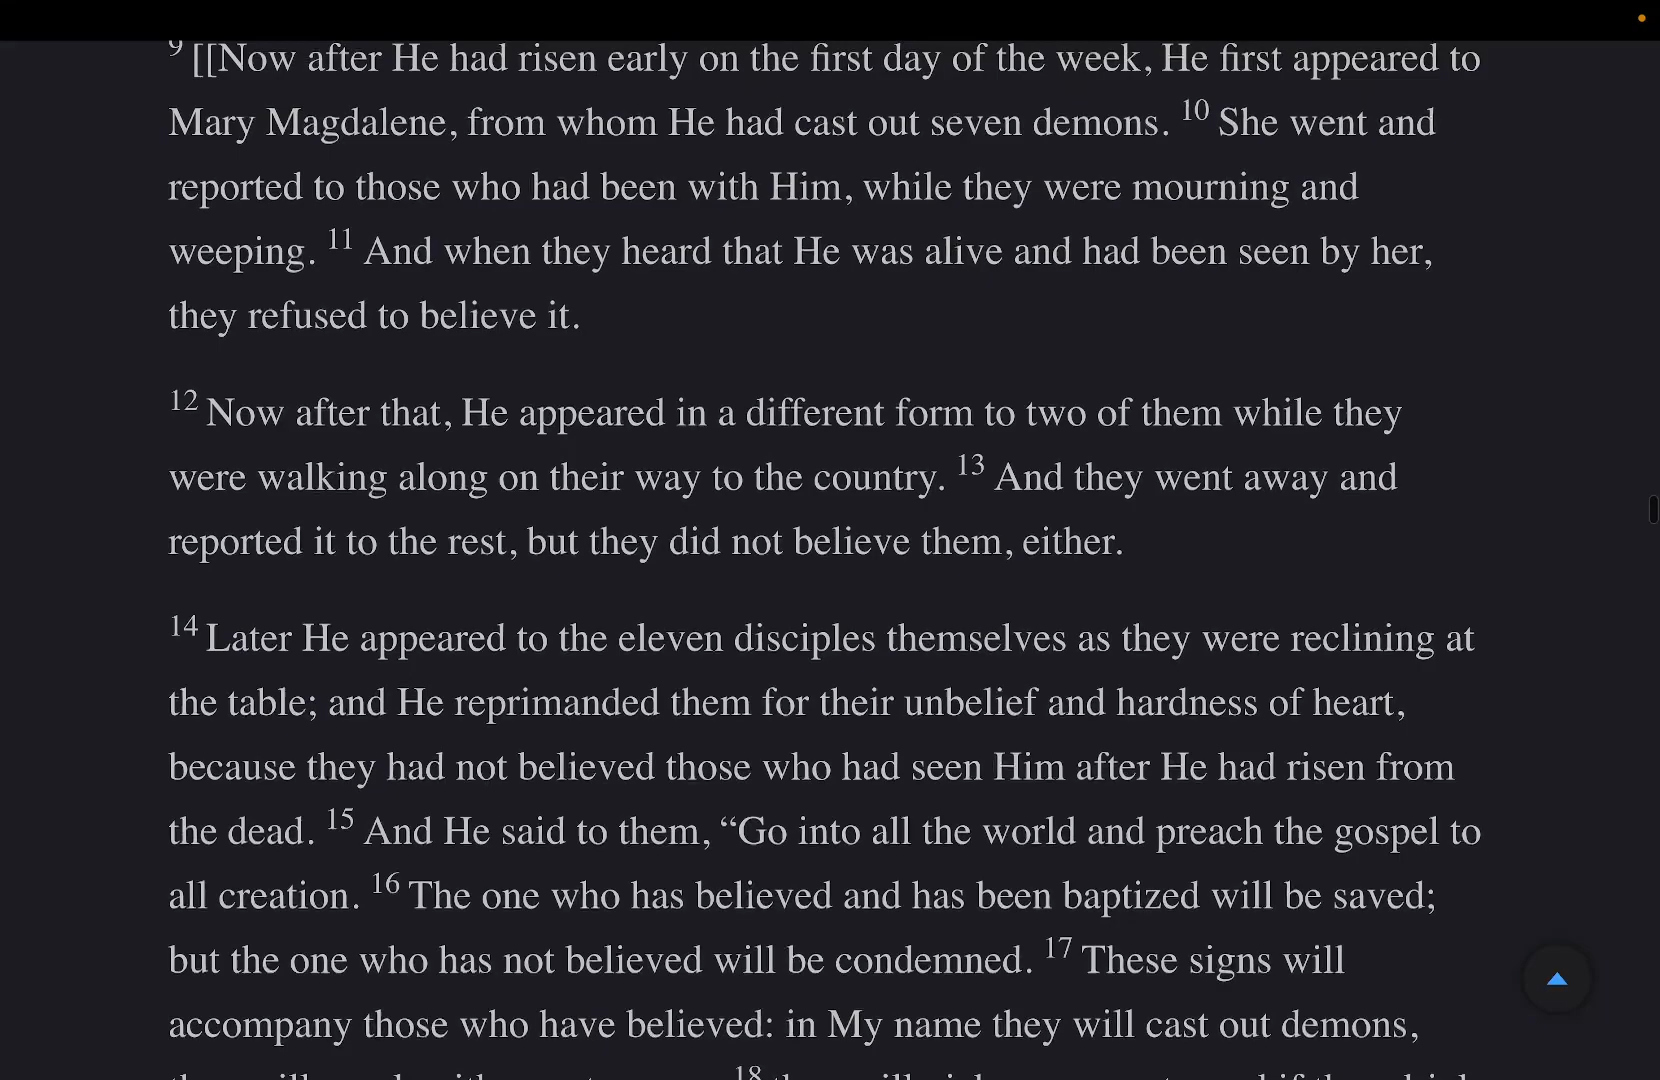 9 [[Now after He had risen early on the first day of the week, He first appeared to
Mary Magdalene, from whom He had cast out seven demons. 10 She went and
reported to those who had been with Him, while they were mourning and
weeping. 11 And when they heard that He was alive and had been seen by her,
they refused to believe it.
12 Now after that, He appeared in a different form to two of them while they
were walking along on their way to the country. 13 And they went away and
reported it to the rest, but they did not believe them, either.
14 Later He appeared to the eleven disciples themselves as they were reclining at
the table; and He reprimanded them for their unbelief and hardness of heart,
because they had not believed those who had seen Him after He had risen from
the dead. 15 And He said to them, “Go into all the world and preach the gospel to
all creation. 16 The one who has believed and has been baptized will be saved;
but the one who has not believed will be condemned. 17 These signs will
accompany those who have believed: in My name they will cast out demons,
18